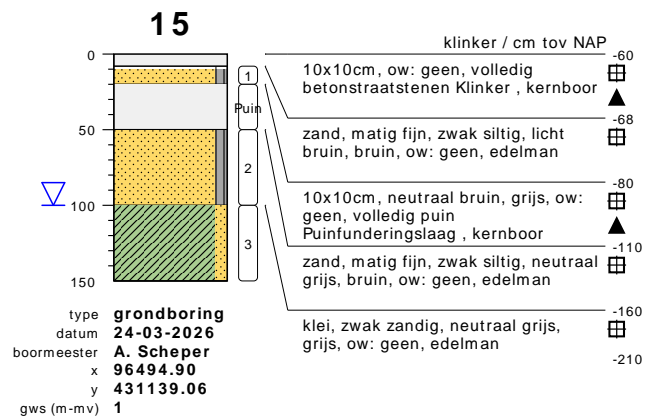 15
klinker / cm tov NAP
0
50
100
150
1
Puin
2
3
-60
10x10cm, ow: geen, volledig
betonstraatstenen Klinker , kernboor
-68
zand, matig fijn, zwak siltig, licht
bruin, bruin, ow: geen, edelman
-80
10x10cm, neutraal bruin, grijs, ow:
geen, volledig puin
Puinfunderingslaag , kernboor
-110
zand, matig fijn, zwak siltig, neutraal
grijs, bruin, ow: geen, edelman
-160
klei, zwak zandig, neutraal grijs,
grijs, ow: geen, edelman
-210
type grondboring
datum 24-03-2026
boormeester A. Scheper
x 96494.90
y 431139.06
gws (m-mv) 1